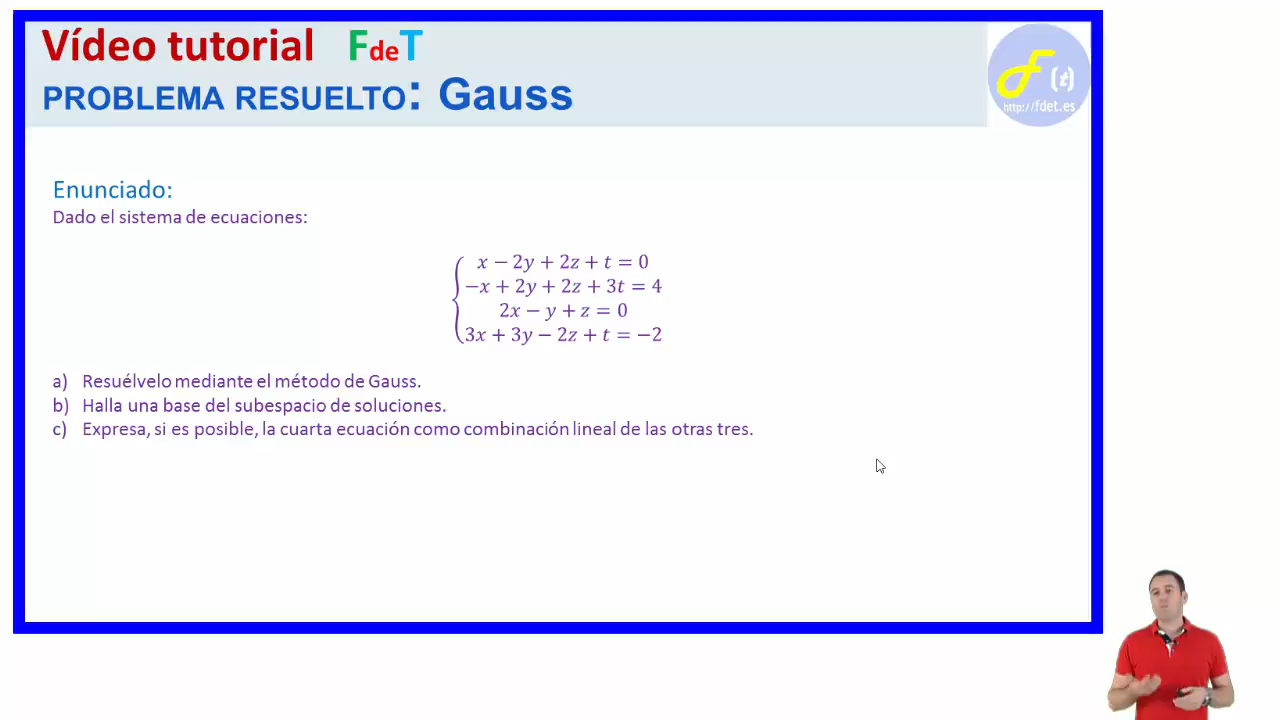 Vídeo tutorial FdeT
PROBLEMA RESUELTO: Gauss
F(t)
http://fdet.es
Enunciado:
Dado el sistema de ecuaciones:
x − 2y + 2z + t = 0
−x + 2y + 2z + 3t = 4
2x − y + z = 0
3x + 3y − 2z + t = −2
a) Resuélvelo mediante el método de Gauss.
b) Halla una base del subespacio de soluciones.
c) Expresa, si es posible, la cuarta ecuación como combinación lineal de las otras tres.